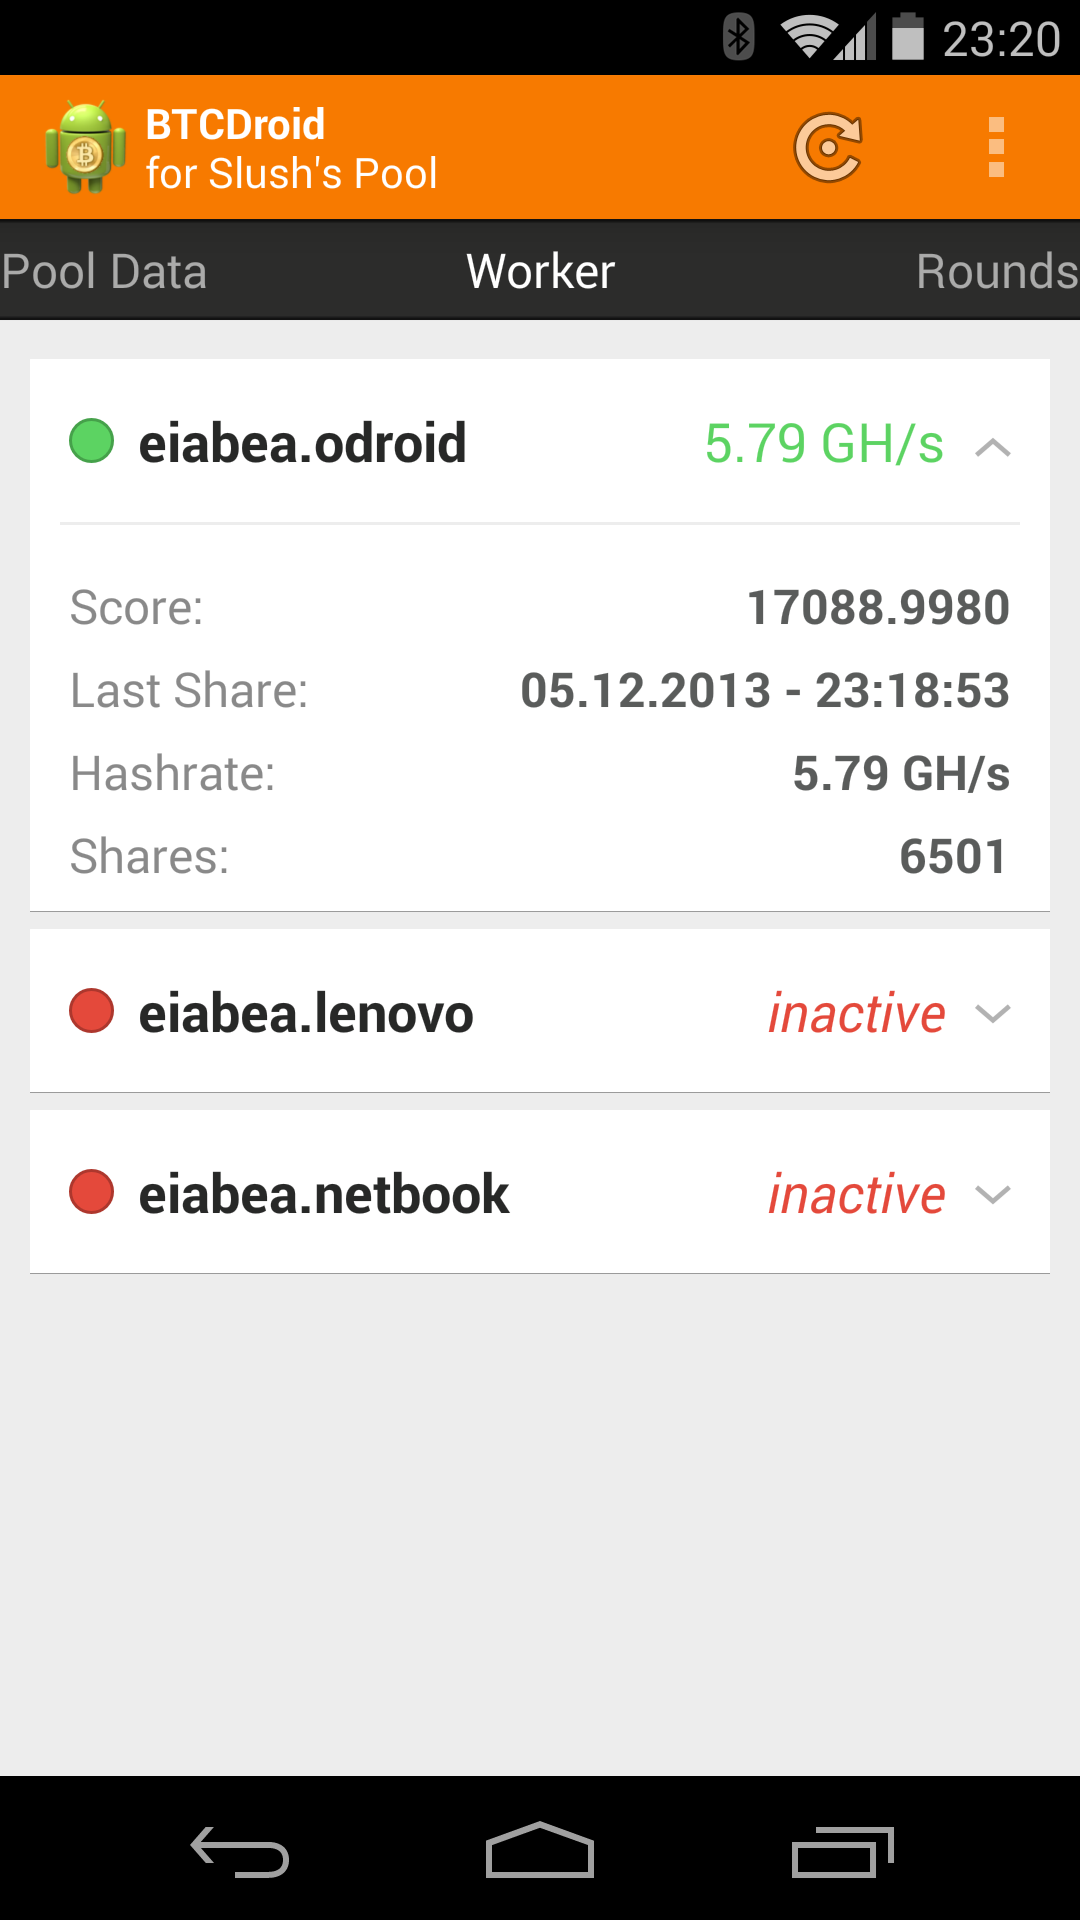 23:20
BTCDroid
for Slush's Pool
Pool Data Worker Rounds
eiabea.odroid 5.79 GH/s
Score: 17088.9980
Last Share: 05.12.2013 - 23:18:53
Hashrate: 5.79 GH/s
Shares: 6501
eiabea.lenovo inactive
eiabea.netbook inactive